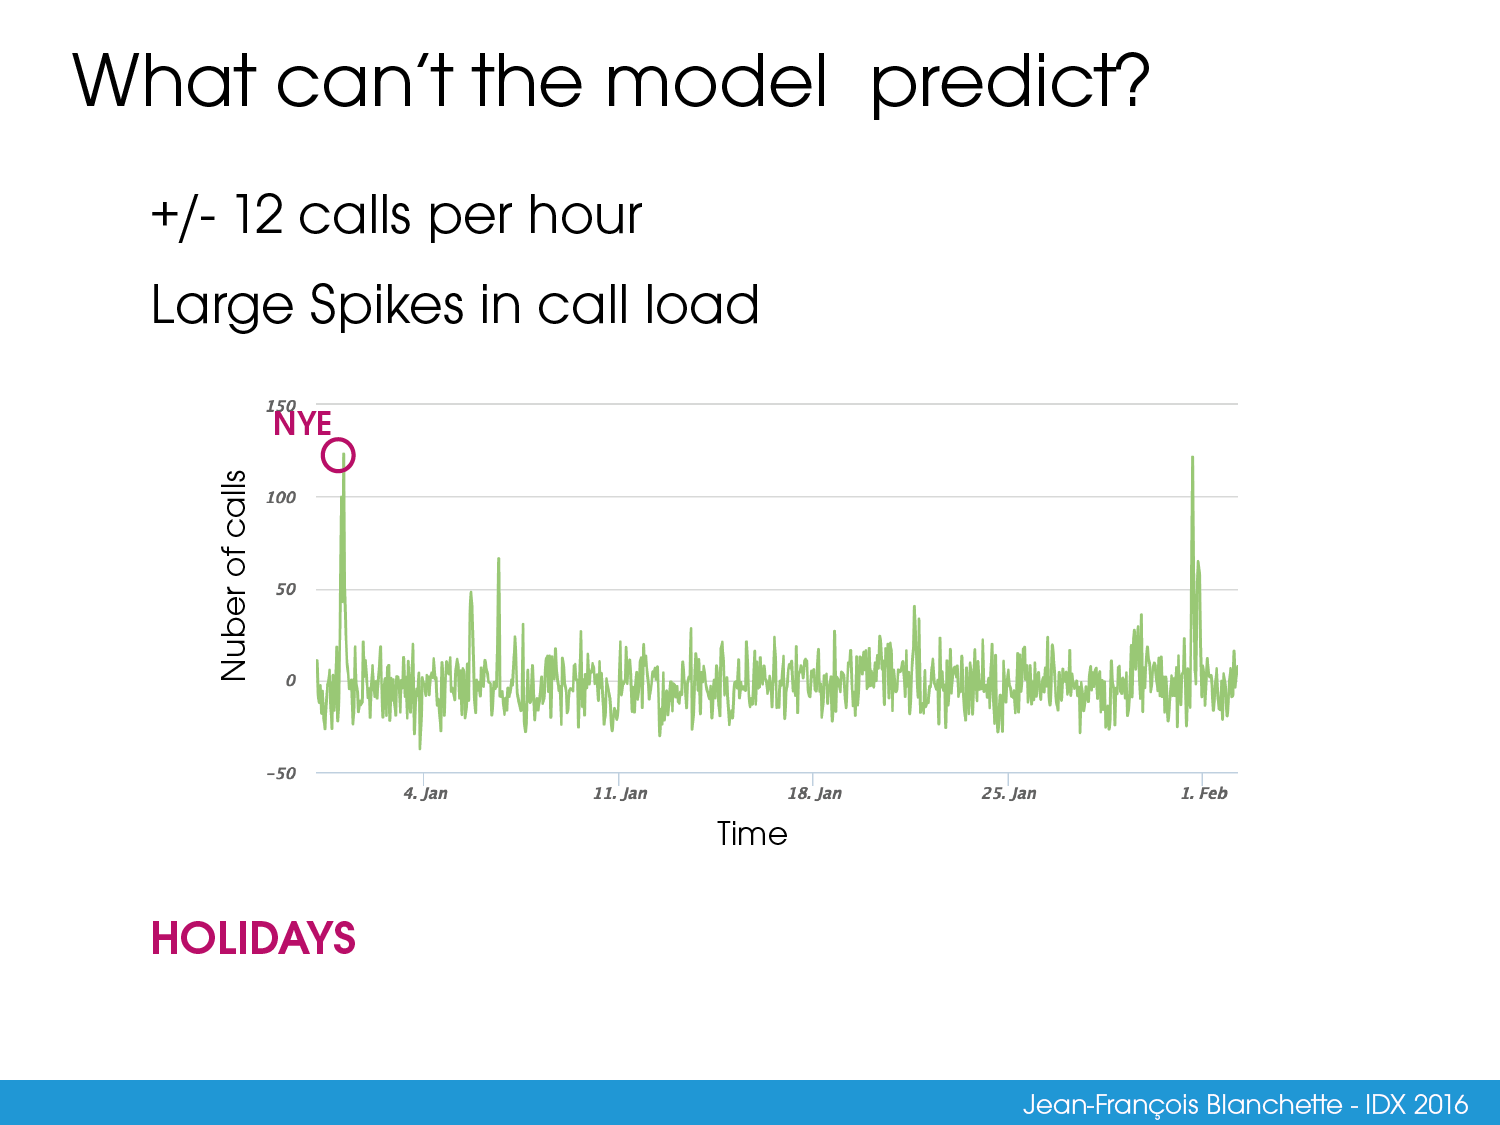 What can't the model  predict?
+/- 12 calls per hour
Large Spikes in call load
150
NYE
100
50
0
-50
Nuber of calls
4. Jan
11. Jan
18. Jan
25. Jan
1. Feb
Time
HOLIDAYS
Jean-François Blanchette - IDX 2016